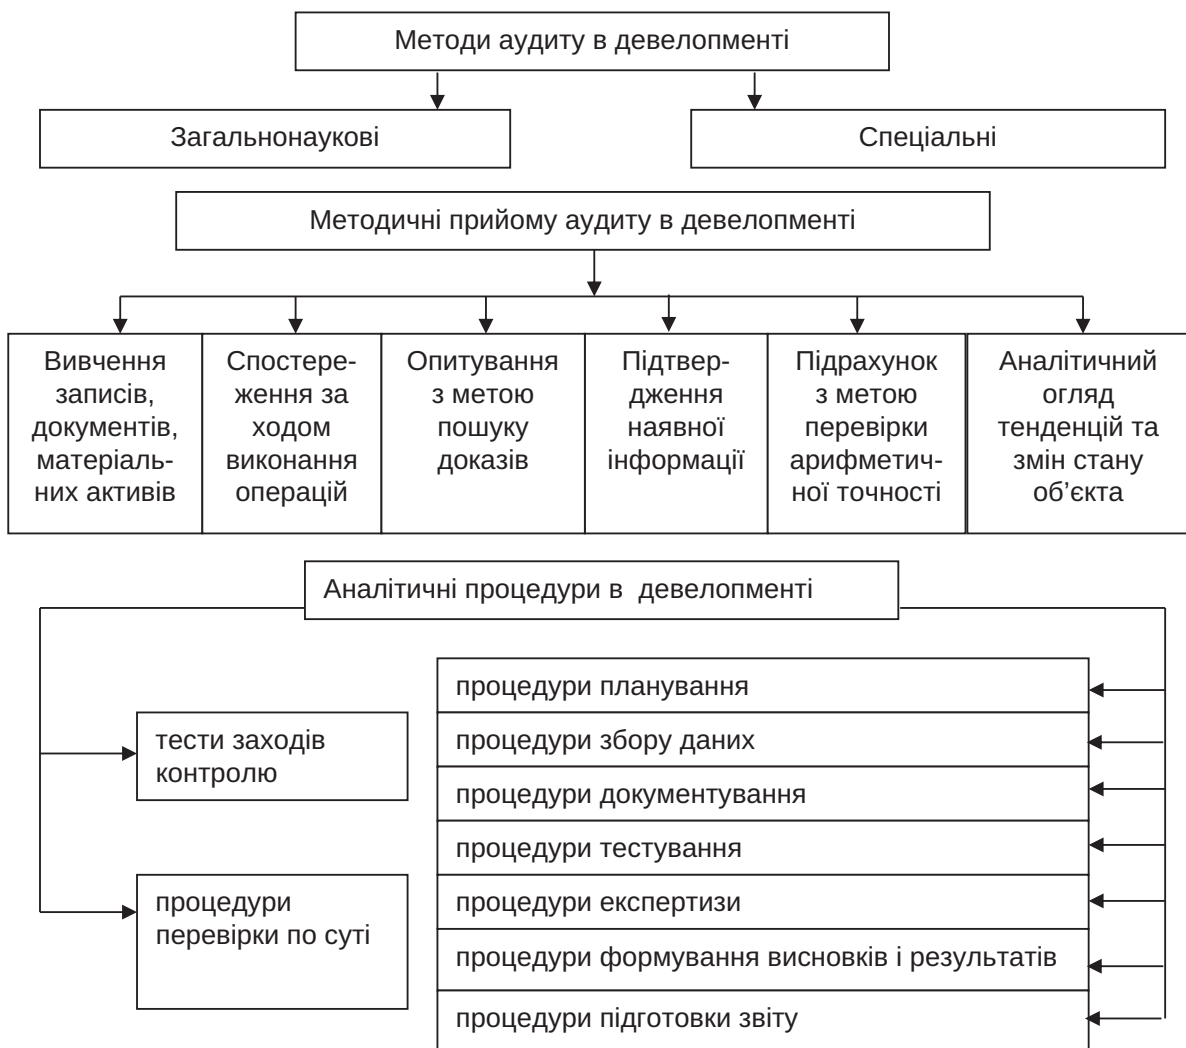 Методи аудиту в девелопменті
Загальнонаукові
Спеціальні
Методичні прийому аудиту в девелопменті
Вивчення
записів,
документів,
матеріаль-
них активів
Спостере-
ження за
ходом
виконання
операцій
Опитування
з метою
пошуку
доказів
Підтвер-
дження
наявної
інформації
Підрахунок
з метою
перевірки
арифметич-
ної точності
Аналітичний
огляд
тенденцій та
змін стану
об’єкта
Аналітичні процедури в  девелопменті
тести заходів
контролю
процедури
перевірки по суті
процедури планування
процедури збору даних
процедури документування
процедури тестування
процедури експертизи
процедури формування висновків і результатів
процедури підготовки звіту